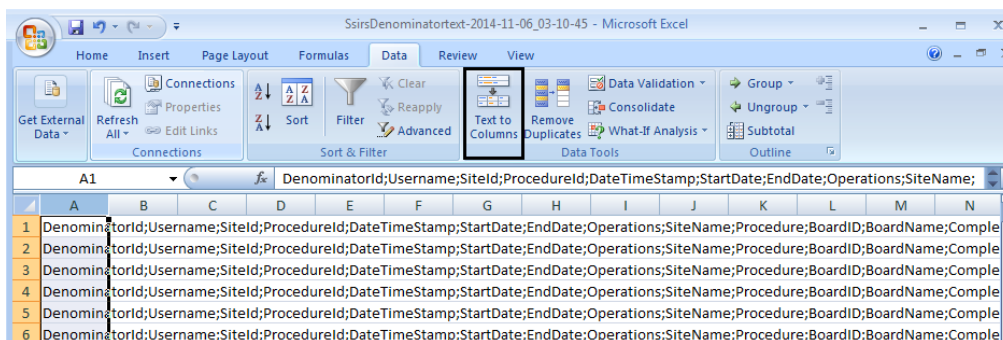 SsirsDenominatortext-2014-11-06_03-10-45 - Microsoft Excel
Home Insert Page Layout Formulas Data Review View
Get External Data
Refresh All
Connections
Properties
Edit Links
Connections
Sort
Filter
Clear
Reapply
Advanced
Sort & Filter
Text to Columns
Remove Duplicates
Data Validation
Consolidate
What-If Analysis
Data Tools
Group
Ungroup
Subtotal
Outline
A1 fx DenominatorId;Username;SiteId;ProcedureId;DateTimeStamp;StartDate;EndDate;Operations;SiteName;
A B C D E F G H I J K L M N
1 DenominatorId;Username;SiteId;ProcedureId;DateTimeStamp;StartDate;EndDate;Operations;SiteName;Procedure;BoardID;BoardName;Comple
2 DenominatorId;Username;SiteId;ProcedureId;DateTimeStamp;StartDate;EndDate;Operations;SiteName;Procedure;BoardID;BoardName;Comple
3 DenominatorId;Username;SiteId;ProcedureId;DateTimeStamp;StartDate;EndDate;Operations;SiteName;Procedure;BoardID;BoardName;Comple
4 DenominatorId;Username;SiteId;ProcedureId;DateTimeStamp;StartDate;EndDate;Operations;SiteName;Procedure;BoardID;BoardName;Comple
5 DenominatorId;Username;SiteId;ProcedureId;DateTimeStamp;StartDate;EndDate;Operations;SiteName;Procedure;BoardID;BoardName;Comple
6 DenominatorId;Username;SiteId;ProcedureId;DateTimeStamp;StartDate;EndDate;Operations;SiteName;Procedure;BoardID;BoardName;Comple